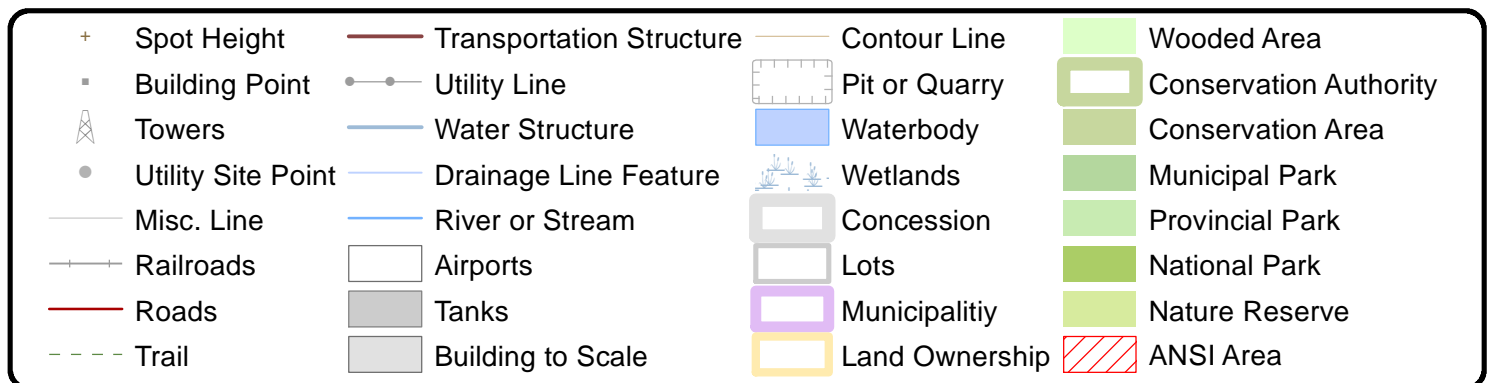 Spot Height
Building Point
Towers
Utility Site Point
Misc. Line
Railroads
Roads
Trail
Transportation Structure
Utility Line
Water Structure
Drainage Line Feature
River or Stream
Airports
Tanks
Building to Scale
Contour Line
Pit or Quarry
Waterbody
Wetlands
Concession
Lots
Municipalitiy
Land Ownership
Wooded Area
Conservation Authority
Conservation Area
Municipal Park
Provincial Park
National Park
Nature Reserve
ANSI Area